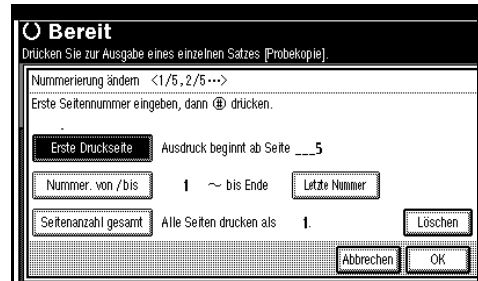 Bereit
Drücken Sie zur Ausgabe eines einzelnen Satzes [Probekopie].
Nummerierung ändern <1/5,2/5···>
Erste Seitennummer eingeben, dann ⊕ drücken.
Erste Druckseite Ausdruck beginnt ab Seite ___5
Nummer. von /bis 1 ~ bis Ende Letzte Nummer
Seitenanzahl gesamt Alle Seiten drucken als 1. Löschen
Abbrechen OK